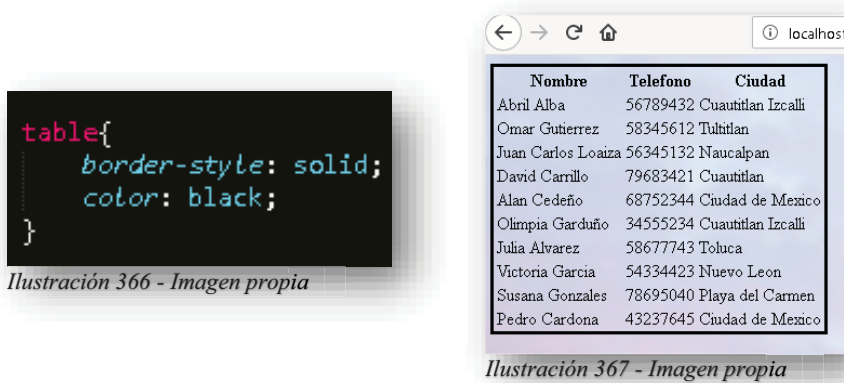 table{
border-style: solid;
color: black;
}
Ilustración 366 - Imagen propia
localhost
Nombre Telefono Ciudad
Abril Alba 56789432 Cuautitlan Izcalli
Omar Gutierrez 58345612 Tultitlan
Juan Carlos Loaiza 56345132 Naucalpan
David Carrillo 79683421 Cuautitlan
Alan Cedeño 68752344 Ciudad de Mexico
Olimpia Garduño 34555234 Cuautitlan Izcalli
Julia Alvarez 58677743 Toluca
Victoria Garcia 54334423 Nuevo Leon
Susana Gonzales 78695040 Playa del Carmen
Pedro Cardona 43237645 Ciudad de Mexico
Ilustración 367 - Imagen propia